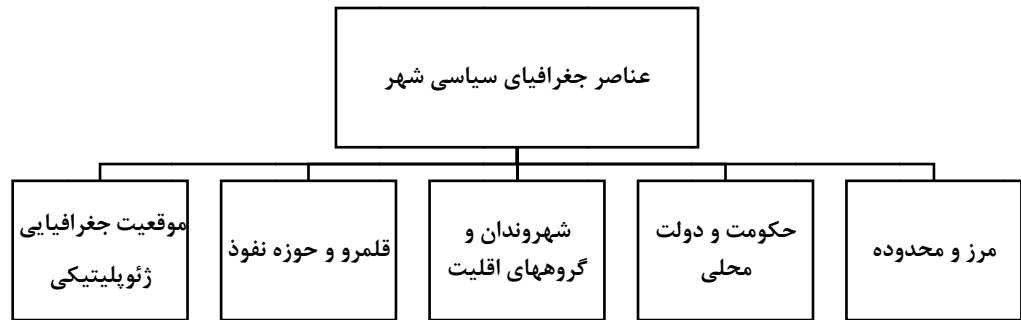 عناصر جغرافیای سیاسی شهر
مرز و محدوده
حکومت و دولت
محلی
شهروندان و
گروههای اقلیت
قلمرو و حوزه نفوذ
موقعیت جغرافیایی
ژئوپلیتیکی